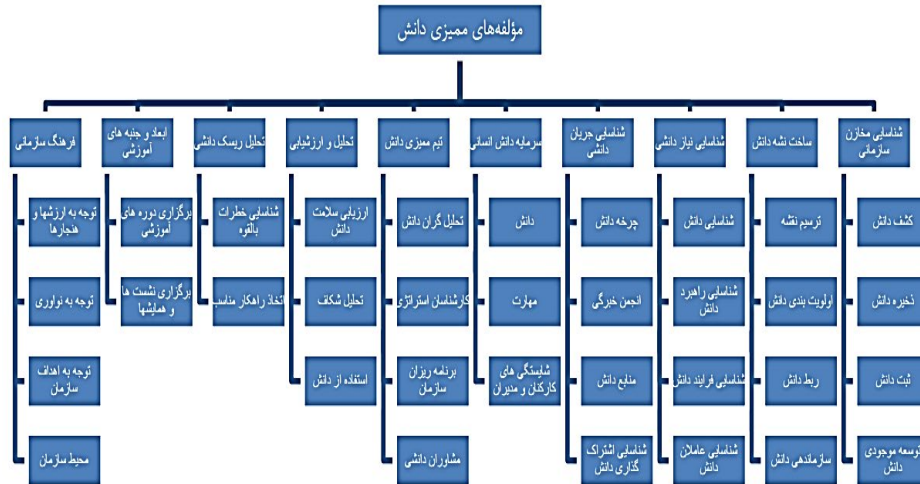 مؤلفه‌های ممیزی دانش
شناسایی مخازن
سازمانی
ساخت نشه دانش
شناسایی نیاز دانشی
شناسایی جریان
دانشی
سرمایه دانش انسانی
تیم ممیزی دانش
تحلیل و ارزشیابی
تحلیل ریسک دانشی
ابعاد و جنبه های
آموزشی
فرهنگ سازمانی
کشف دانش
ذخیره دانش
ثبت دانش
توسعه موجودی
دانش
ترسیم نقشه
اولویت بندی دانش
ربط دانش
سازماندهی دانش
شناسایی دانش
شناسایی راهبرد
دانش
شناسایی فرایند دانش
شناسایی عاملان
دانش
چرخه دانش
انجمن خبرگی
منابع دانش
شناسایی اشتراک
گذاری دانش
دانش
مهارت
شایستگی های
کارکنان و مدیران
تحلیل گران دانش
کارشناسان استراتژی
برنامه ریزان
سازمان
مشاوران دانشی
ارزیابی سلامت
دانش
تحلیل شکاف
استفاده از دانش
شناسایی خطرات
بالقوه
اتخاذ راهکار مناسب
برگزاری دوره های
آموزشی
برگزاری نشست ها
و همایشها
توجه به ارزشها و
هنجارها
توجه به نواوری
توجه به اهداف
سازمان
محیط سازمان